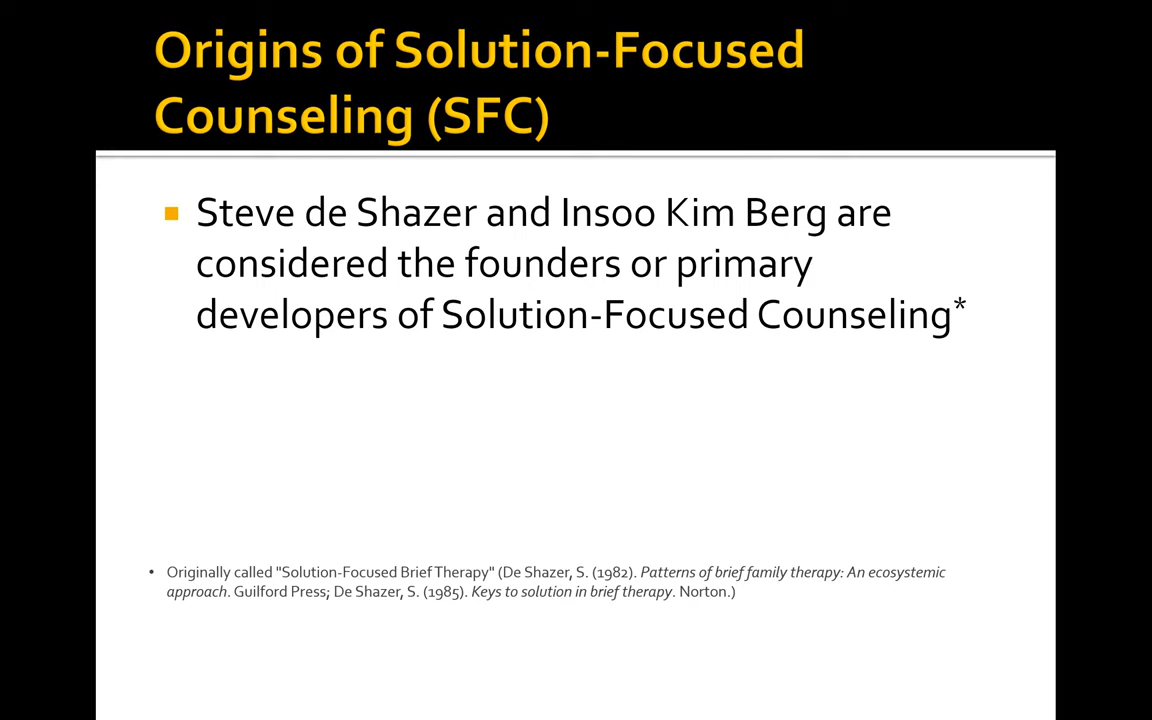 Origins of Solution-Focused
Counseling (SFC)
Steve de Shazer and Insoo Kim Berg are
considered the founders or primary
developers of Solution-Focused Counseling*
• Originally called "Solution-Focused Brief Therapy" (De Shazer, S. (1982). Patterns of brief family therapy: An ecosystemic
approach. Guilford Press; De Shazer, S. (1985). Keys to solution in brief therapy. Norton.)